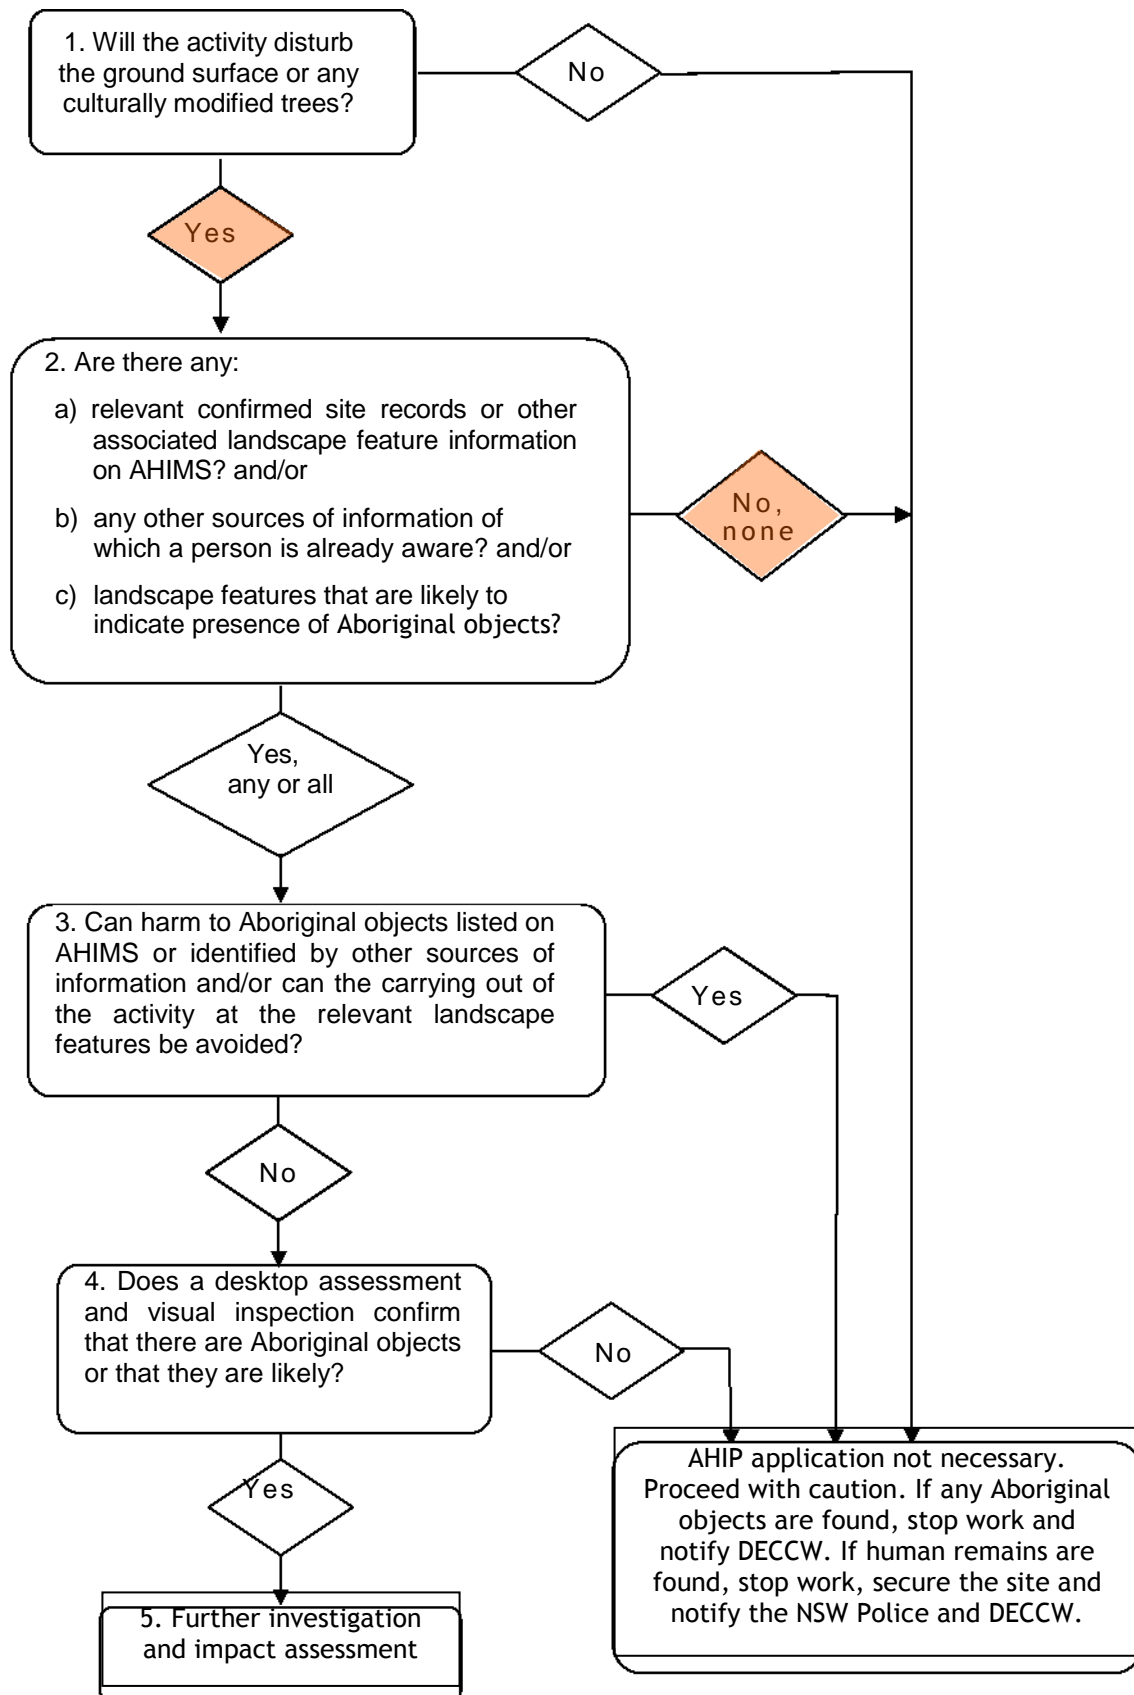 1. Will the activity disturb
the ground surface or any
culturally modified trees?
No
Yes
2. Are there any:
a) relevant confirmed site records or other
associated landscape feature information
on AHIMS? and/or
b) any other sources of information of
which a person is already aware? and/or
c) landscape features that are likely to
indicate presence of Aboriginal objects?
No,
none
Yes,
any or all
3. Can harm to Aboriginal objects listed on
AHIMS or identified by other sources of
information and/or can the carrying out of
the activity at the relevant landscape
features be avoided?
Yes
No
4. Does a desktop assessment
and visual inspection confirm
that there are Aboriginal objects
or that they are likely?
No
Yes
AHIP application not necessary.
Proceed with caution. If any Aboriginal
objects are found, stop work and
notify DECCW. If human remains are
found, stop work, secure the site and
notify the NSW Police and DECCW.
5. Further investigation
and impact assessment